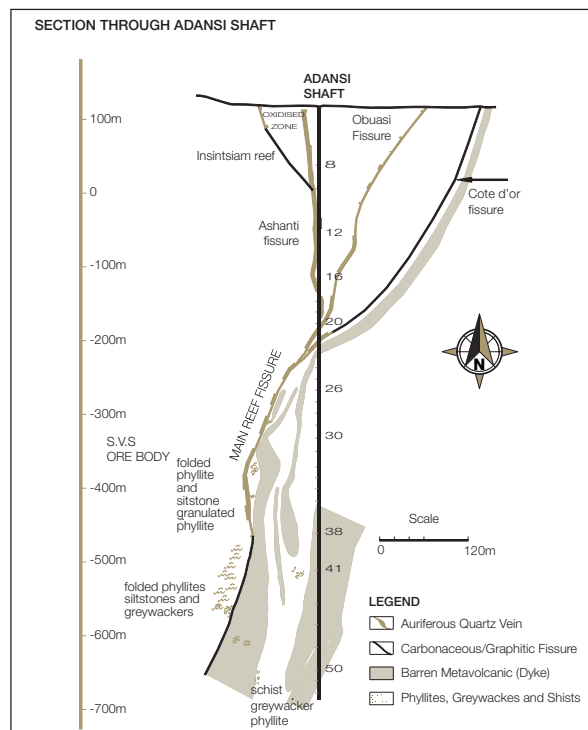 SECTION THROUGH ADANSI SHAFT
ADANSI
SHAFT
100m
OXIDISED
ZONE
Obuasi
Fissure
Insintsiam reef
8
0
Cote d'or
fissure
Ashanti
fissure
12
-100m
16
20
-200m
N
MAIN REEF FISSURE
26
-300m
30
S.V.S
ORE BODY
folded
phyllite
and
sitstone
granulated
phyllite
-400m
Scale
0 120m
38
-500m
41
folded phyllites
siltstones and
greywackers
LEGEND
Auriferous Quartz Vein
Carbonaceous/Graphitic Fissure
Barren Metavolcanic (Dyke)
Phyllites, Greywackes and Shists
-600m
50
schist
greywacker
phyllite
-700m